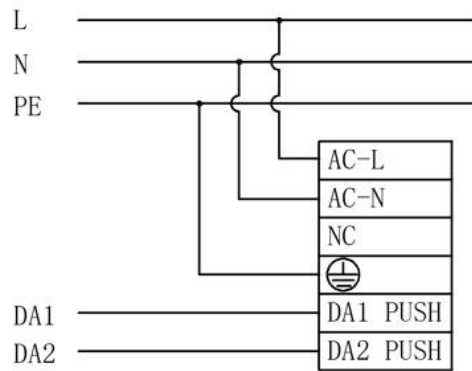 L
N
PE
AC-L
AC-N
NC
DA1 DA1 PUSH
DA2 DA2 PUSH